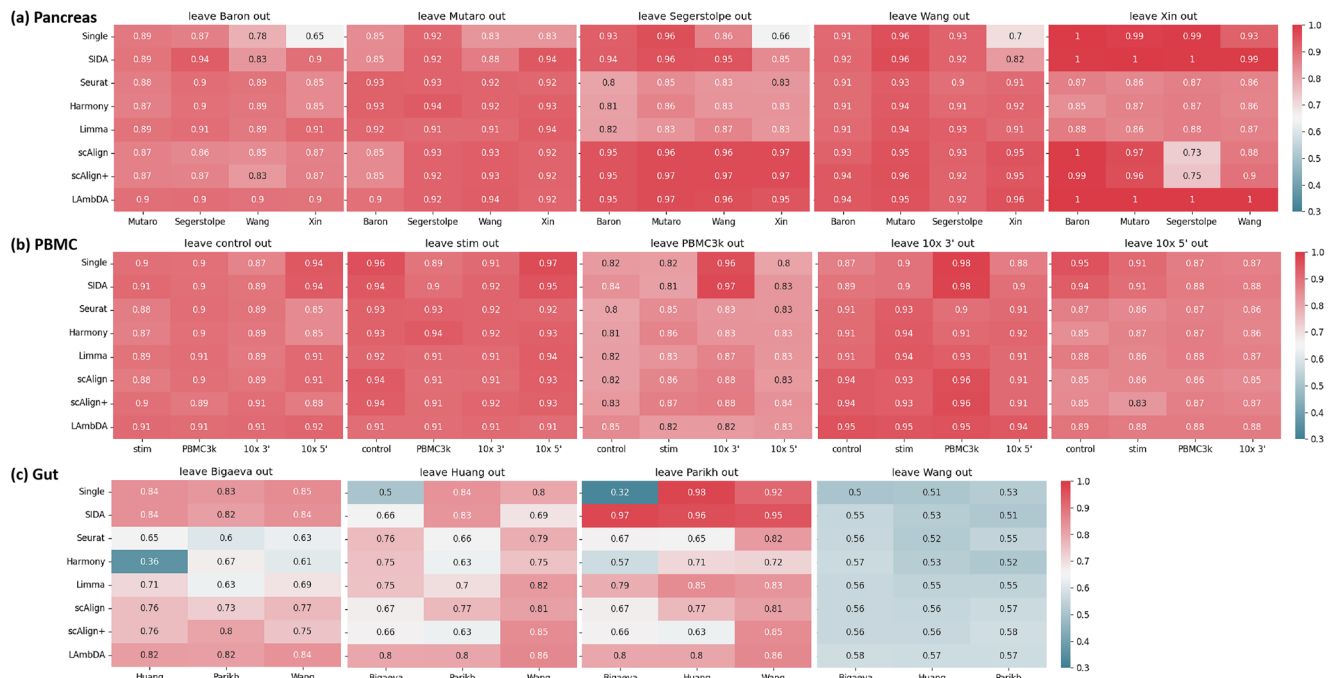 (a) Pancreas
leave Baron out leave Mutaro out leave Segerstolpe out leave Wang out leave Xin out
Single 0.89 0.87 0.78 0.65 0.85 0.92 0.83 0.83 0.93 0.96 0.86 0.66 0.91 0.96 0.93 0.7 1 0.99 0.99 0.93
SIDA 0.89 0.94 0.83 0.9 0.85 0.92 0.88 0.94 0.94 0.96 0.95 0.85 0.92 0.96 0.92 0.82 1 1 1 0.99
Seurat 0.88 0.9 0.89 0.85 0.93 0.93 0.92 0.92 0.8 0.85 0.83 0.83 0.91 0.93 0.9 0.91 0.87 0.86 0.87 0.86
Harmony 0.87 0.9 0.89 0.85 0.93 0.94 0.92 0.93 0.81 0.86 0.83 0.83 0.91 0.94 0.91 0.92 0.85 0.87 0.87 0.86
Limma 0.89 0.91 0.89 0.91 0.92 0.91 0.91 0.94 0.82 0.83 0.87 0.83 0.91 0.94 0.93 0.91 0.88 0.86 0.88 0.87
scAlign 0.87 0.86 0.85 0.87 0.85 0.93 0.93 0.92 0.95 0.96 0.96 0.97 0.93 0.95 0.93 0.95 1 0.97 0.73 0.88
scAlign+ 0.87 0.87 0.83 0.87 0.85 0.92 0.92 0.92 0.95 0.97 0.97 0.97 0.94 0.96 0.92 0.95 0.99 0.96 0.75 0.9
LAmbDA 0.9 0.9 0.9 0.9 0.9 0.92 0.94 0.92 0.95 0.97 0.96 0.95 0.94 0.95 0.92 0.96 1 1 1 1
Mutaro Segerstolpe Wang Xin Baron Segerstolpe Wang Xin Baron Mutaro Wang Xin Baron Mutaro Segerstolpe Xin Baron Mutaro Segerstolpe Wang
1.0
0.9
0.8
0.7
0.6
0.5
0.4
0.3
(b) PBMC
leave control out leave stim out leave PBMC3k out leave 10x 3' out leave 10x 5' out
Single 0.9 0.9 0.87 0.94 0.96 0.89 0.91 0.97 0.82 0.82 0.96 0.8 0.87 0.9 0.98 0.88 0.95 0.91 0.87 0.87
SIDA 0.91 0.9 0.89 0.94 0.94 0.9 0.92 0.95 0.84 0.81 0.97 0.83 0.89 0.9 0.98 0.9 0.94 0.91 0.88 0.88
Seurat 0.88 0.9 0.89 0.85 0.93 0.93 0.92 0.92 0.8 0.85 0.83 0.83 0.91 0.93 0.9 0.91 0.87 0.86 0.87 0.86
Harmony 0.87 0.9 0.89 0.85 0.93 0.94 0.92 0.93 0.81 0.86 0.83 0.83 0.91 0.94 0.91 0.92 0.85 0.87 0.87 0.86
Limma 0.89 0.91 0.89 0.91 0.92 0.91 0.91 0.94 0.82 0.83 0.87 0.83 0.91 0.94 0.93 0.91 0.88 0.86 0.88 0.87
scAlign 0.88 0.9 0.89 0.91 0.94 0.91 0.91 0.93 0.82 0.86 0.88 0.83 0.94 0.93 0.96 0.91 0.85 0.86 0.86 0.85
scAlign+ 0.9 0.89 0.91 0.88 0.94 0.91 0.92 0.93 0.83 0.87 0.88 0.84 0.94 0.93 0.96 0.91 0.85 0.83 0.87 0.87
LAmbDA 0.91 0.91 0.91 0.92 0.91 0.91 0.91 0.91 0.85 0.82 0.82 0.83 0.95 0.95 0.95 0.94 0.89 0.88 0.88 0.88
stim PBMC3k 10x 3' 10x 5' control PBMC3k 10x 3' 10x 5' control stim 10x 3' 10x 5' control stim PBMC3k 10x 5' control stim PBMC3k 10x 3'
1.0
0.9
0.8
0.7
0.6
0.5
0.4
0.3
(c) Gut
leave Bigaeva out leave Huang out leave Parikh out leave Wang out
Single 0.84 0.83 0.85 0.5 0.84 0.8 0.32 0.98 0.92 0.5 0.51 0.53
SIDA 0.84 0.82 0.84 0.66 0.83 0.69 0.97 0.96 0.95 0.55 0.53 0.51
Seurat 0.65 0.6 0.63 0.76 0.66 0.79 0.67 0.65 0.82 0.56 0.52 0.55
Harmony 0.36 0.67 0.61 0.75 0.63 0.75 0.57 0.71 0.72 0.57 0.53 0.52
Limma 0.71 0.63 0.69 0.75 0.7 0.82 0.79 0.85 0.83 0.56 0.55 0.55
scAlign 0.76 0.73 0.77 0.67 0.77 0.81 0.67 0.77 0.81 0.56 0.56 0.57
scAlign+ 0.76 0.8 0.75 0.66 0.63 0.85 0.66 0.63 0.85 0.56 0.56 0.58
LAmbDA 0.82 0.82 0.84 0.8 0.8 0.86 0.8 0.8 0.86 0.58 0.57 0.57
Huang Parikh Wang Bigaeva Parikh Wang Bigaeva Huang Wang Bigaeva Huang Parikh
1.0
0.9
0.8
0.7
0.6
0.5
0.4
0.3